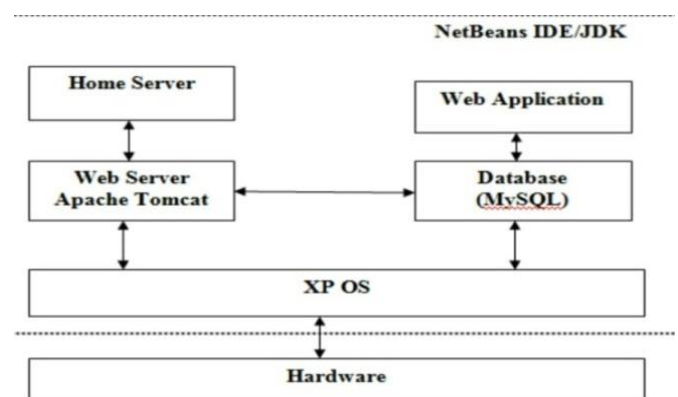 NetBeans IDE/JDK
Home Server
Web Application
Web Server
Apache Tomcat
Database
(MySQL)
XP OS
Hardware